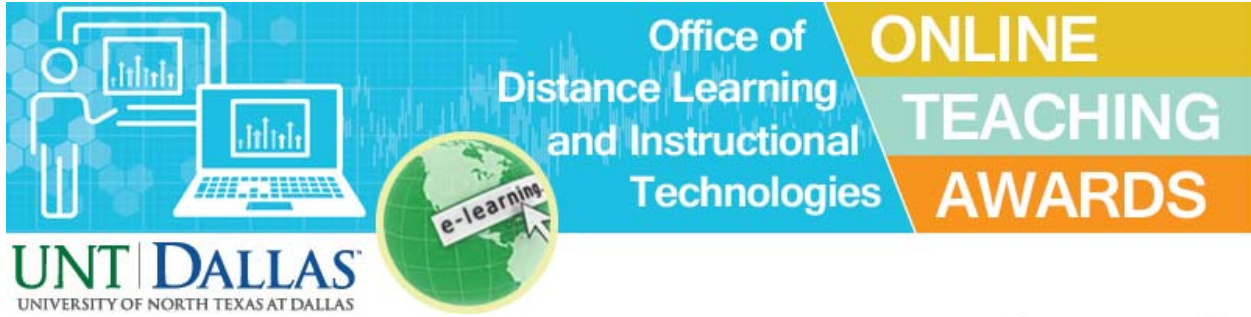 Office of
Distance Learning
and Instructional
Technologies
ONLINE
TEACHING
AWARDS
e-learning
UNT DALLAS
UNIVERSITY OF NORTH TEXAS AT DALLAS